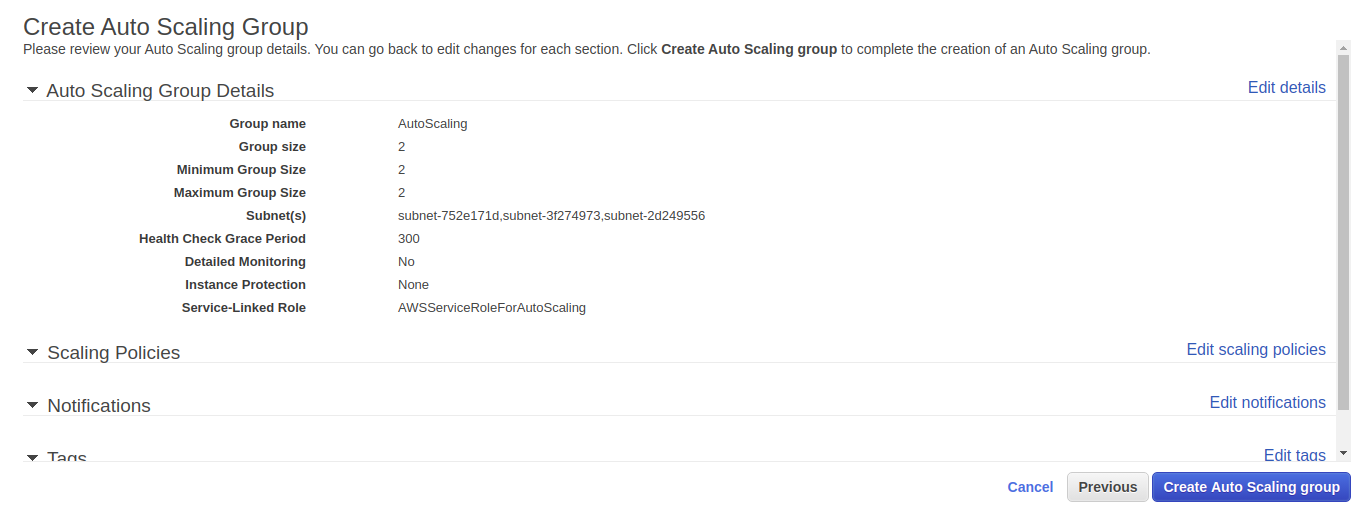 Create Auto Scaling Group
Please review your Auto Scaling group details. You can go back to edit changes for each section. Click Create Auto Scaling group to complete the creation of an Auto Scaling group.
Auto Scaling Group Details Edit details
Group name AutoScaling
Group size 2
Minimum Group Size 2
Maximum Group Size 2
Subnet(s) subnet-752e171d,subnet-3f274973,subnet-2d249556
Health Check Grace Period 300
Detailed Monitoring No
Instance Protection None
Service-Linked Role AWSServiceRoleForAutoScaling
Scaling Policies Edit scaling policies
Notifications Edit notifications
Tags Edit tags
Cancel Previous Create Auto Scaling group